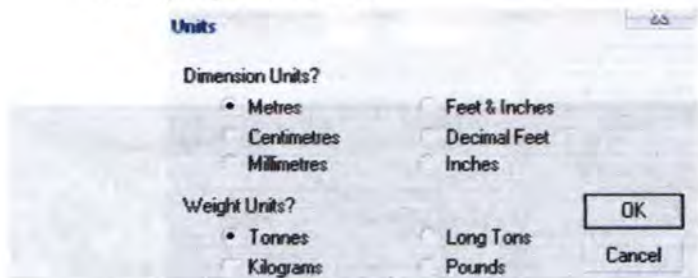 Units
Dimension Units?
Metres Feet & Inches
Centimetres Decimal Feet
Millimetres Inches
Weight Units?
OK
Tonnes Long Tons
Cancel
Kilograms Pounds